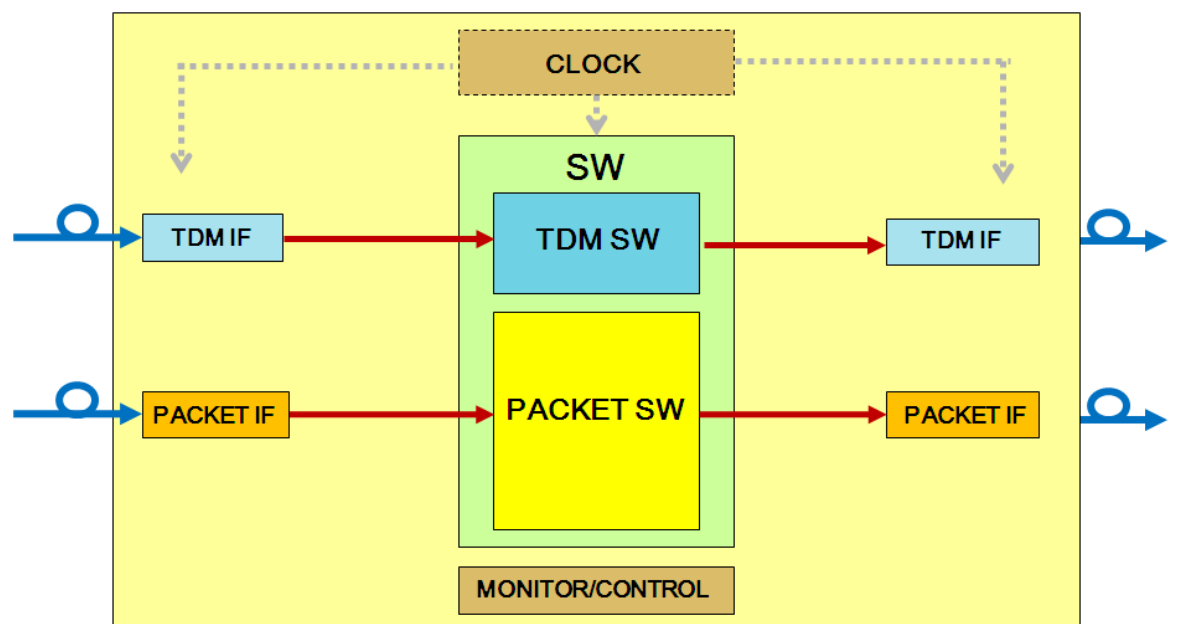 CLOCK
SW
TDM IF
TDM SW
TDM IF
PACKET IF
PACKET SW
PACKET IF
MONITOR/CONTROL